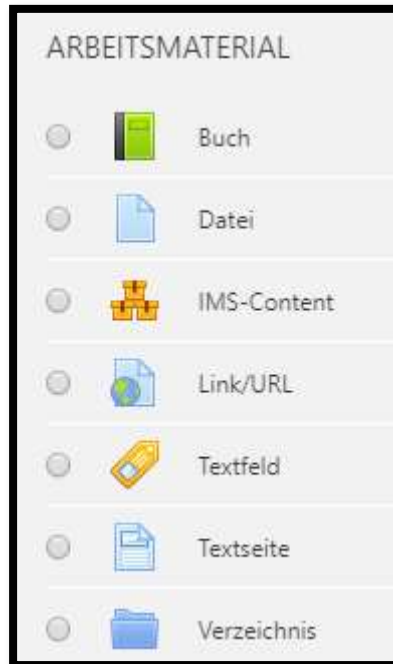 ARBEITSMATERIAL
Buch
Datei
IMS-Content
Link/URL
Textfeld
Textseite
Verzeichnis